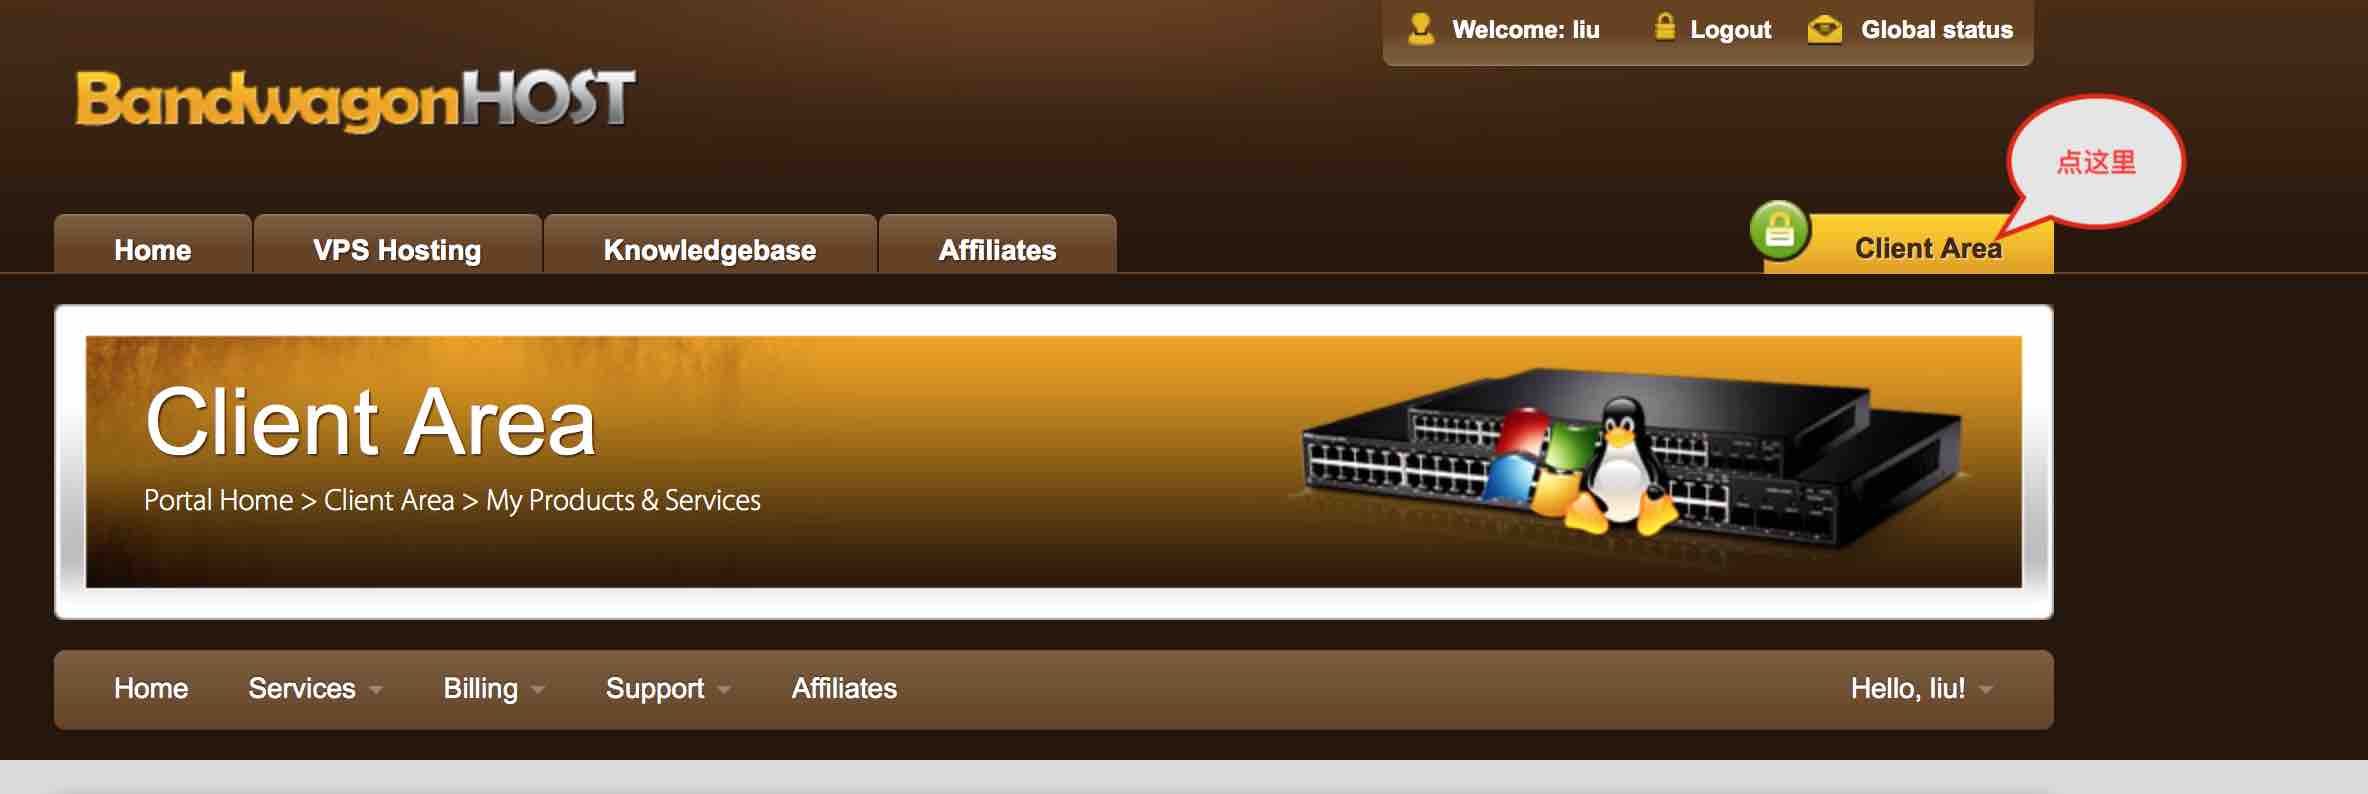 Welcome: liu Logout Global status
BandwagonHOST
点这里
Home VPS Hosting Knowledgebase Affiliates Client Area
Client Area
Portal Home > Client Area > My Products & Services
Home Services Billing Support Affiliates Hello, liu!